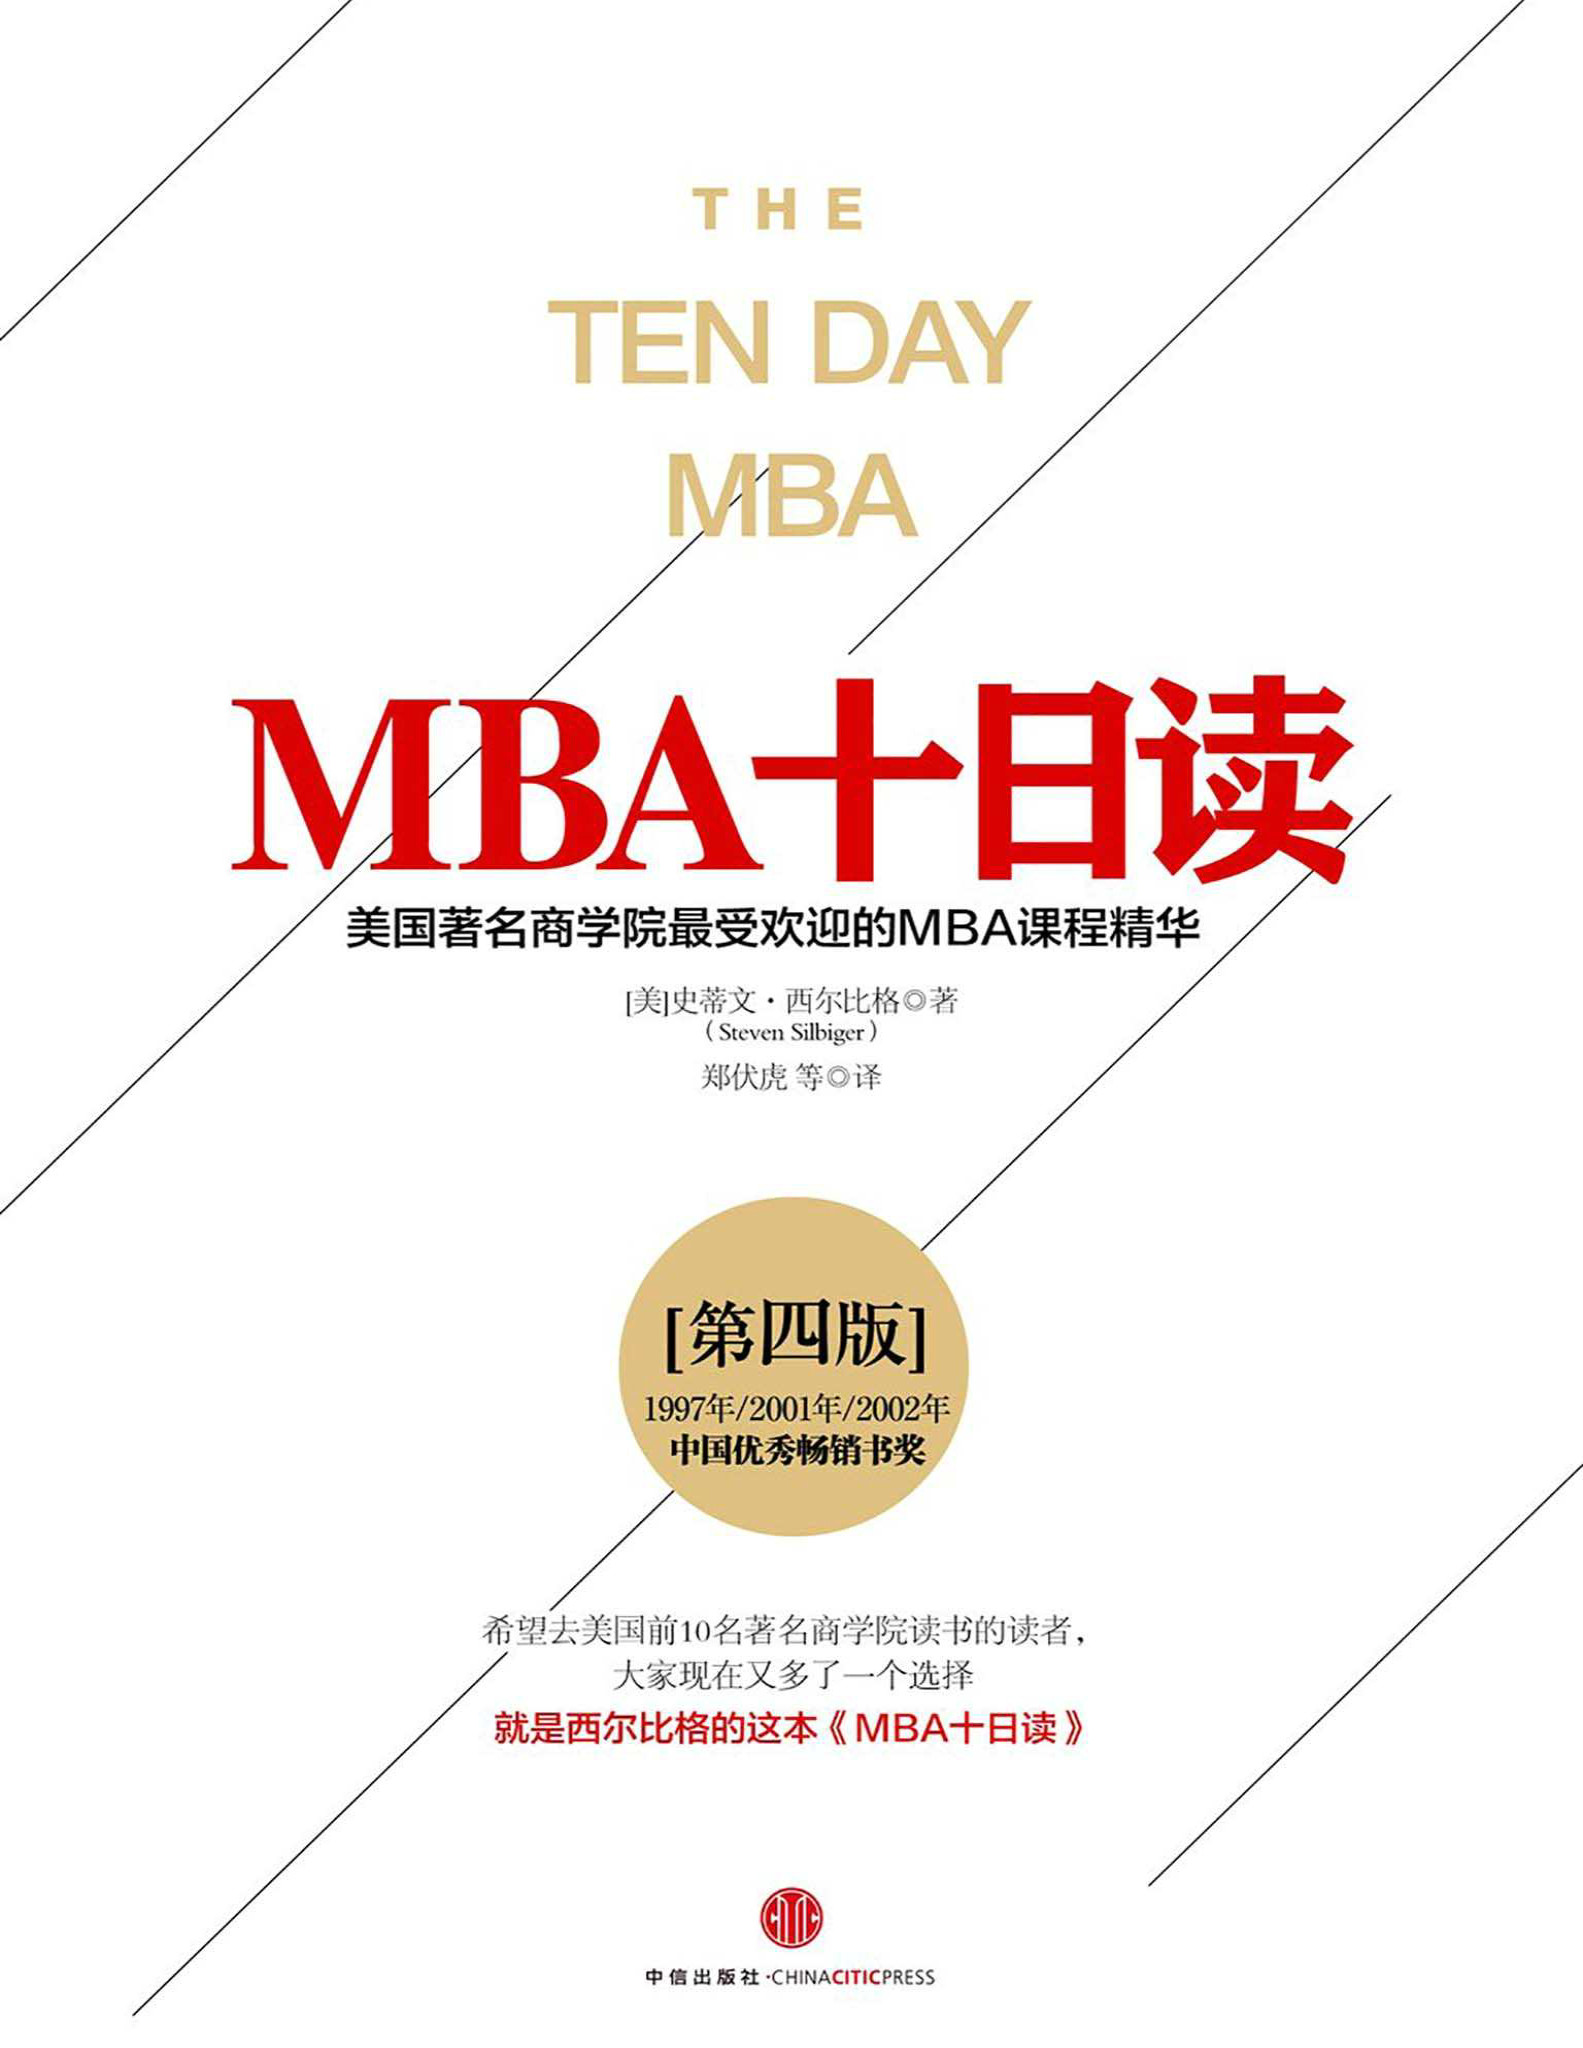 THE
TEN DAY
MBA
MBA十日读
美国著名商学院最受欢迎的MBA课程精华
[美]史蒂文·西尔比格◎著
（Steven Silbiger）
郑伏虎 等◎译
[第四版]
1997年/2001年/2002年
中国优秀畅销书奖
希望去美国前10名著名商学院读书的读者，
大家现在又多了一个选择
就是西尔比格的这本《MBA十日读》
中信出版社·CHINACITICPRESS